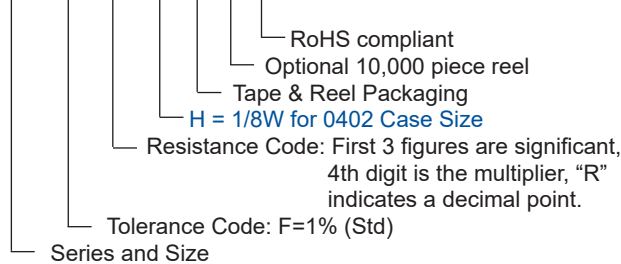 RoHS compliant
Optional 10,000 piece reel
Tape & Reel Packaging
H = 1/8W for 0402 Case Size
Resistance Code: First 3 figures are significant,
4th digit is the multiplier, “R”
indicates a decimal point.
Tolerance Code: F=1% (Std)
Series and Size